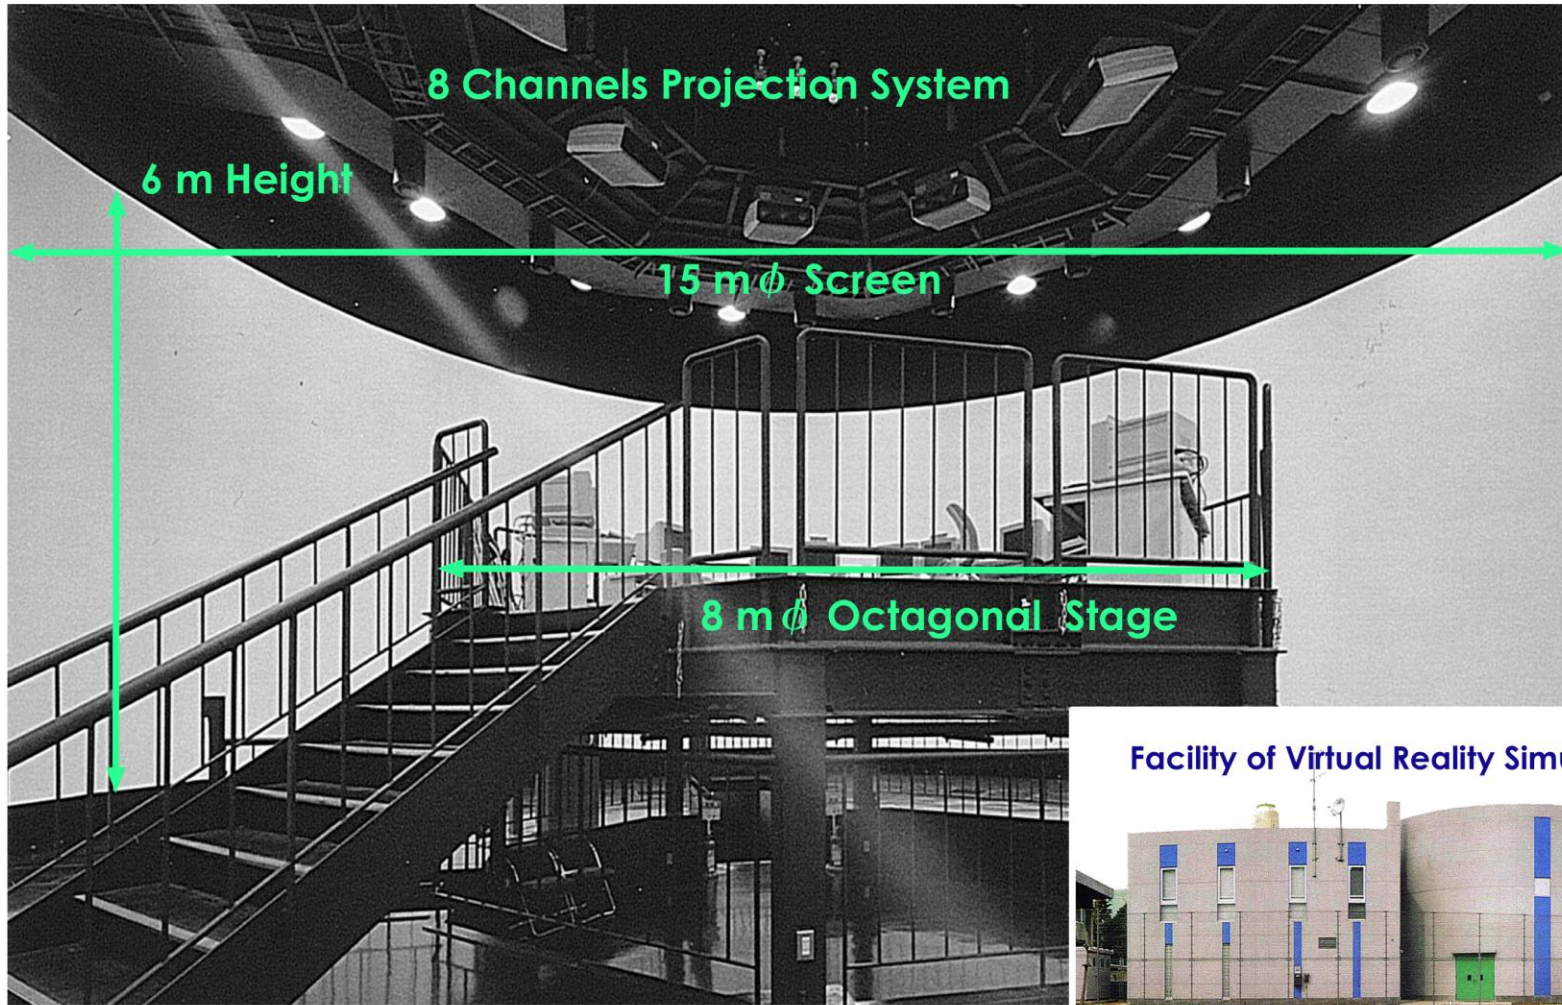 8 Channels Projection System
6 m Height
15 mϕ Screen
8 mϕ Octagonal Stage
Facility of Virtual Reality Simu